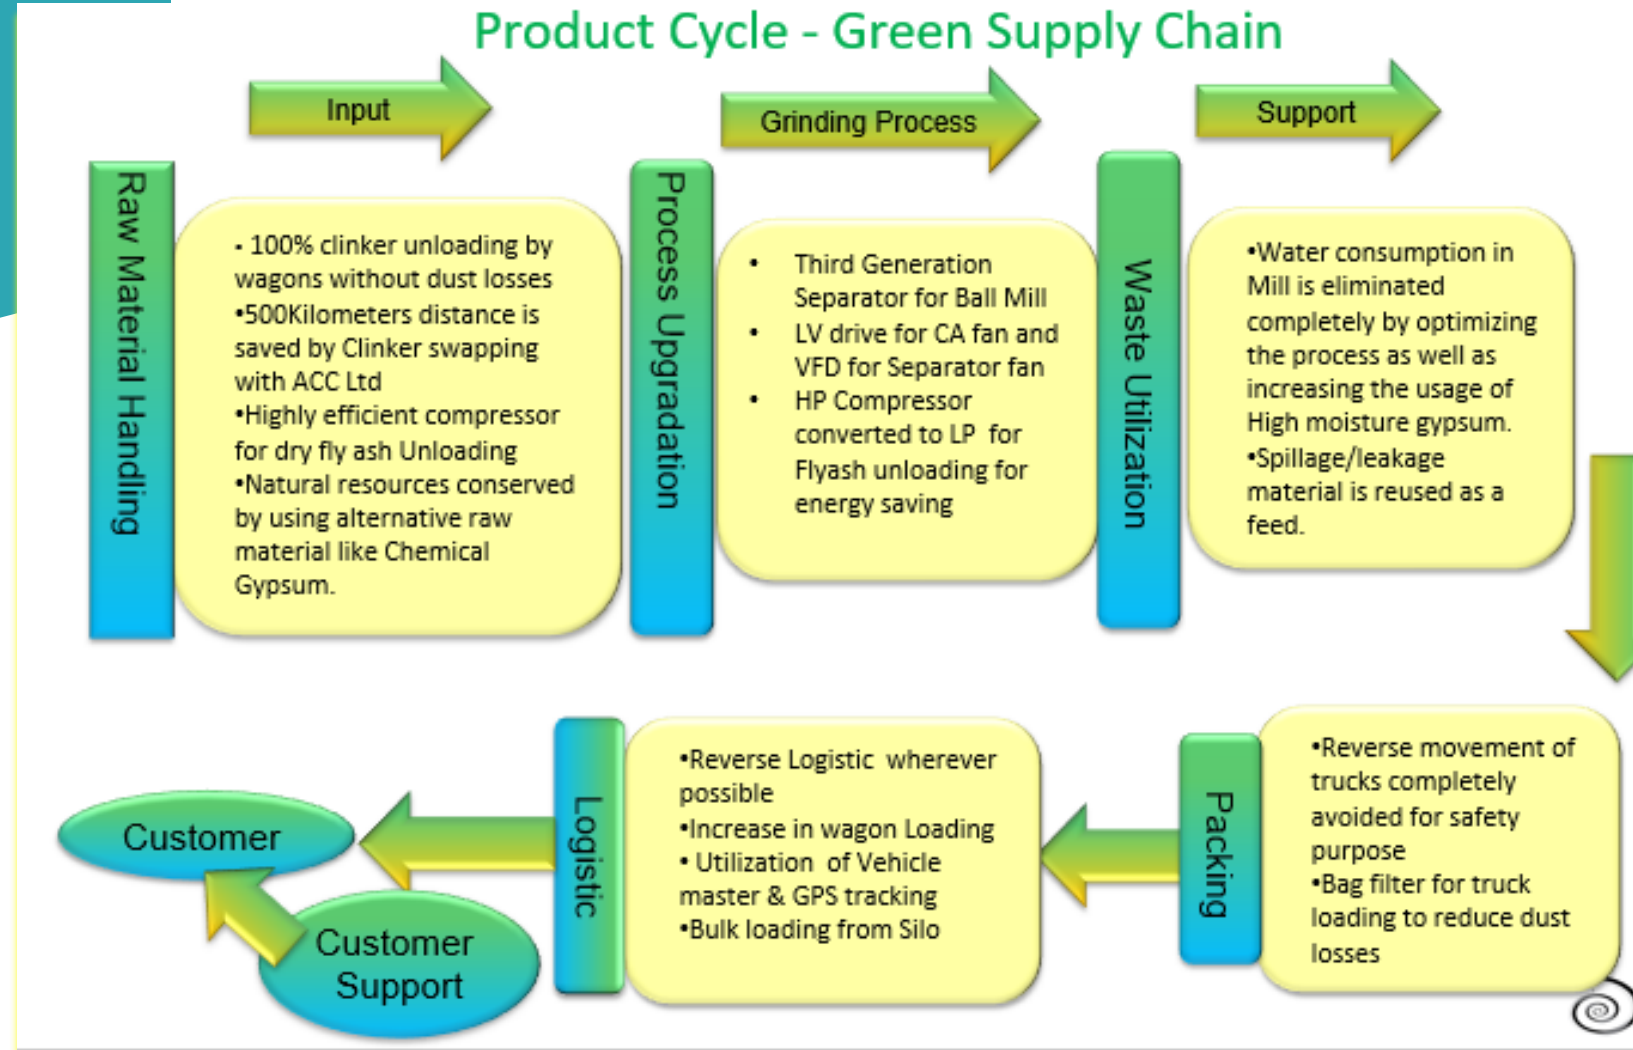 Product Cycle - Green Supply Chain
Input
Grinding Process
Support
Raw Material Handling
- 100% clinker unloading by
wagons without dust losses
•500Kilometers distance is
saved by Clinker swapping
with ACC Ltd
•Highly efficient compressor
for dry fly ash Unloading
•Natural resources conserved
by using alternative raw
material like Chemical
Gypsum.
Process Upgradation
• Third Generation
Separator for Ball Mill
• LV drive for CA fan and
VFD for Separator fan
• HP Compressor
converted to LP for
Flyash unloading for
energy saving
Waste Utilization
•Water consumption in
Mill is eliminated
completely by optimizing
the process as well as
increasing the usage of
High moisture gypsum.
•Spillage/leakage
material is reused as a
feed.
Packing
•Reverse movement of
trucks completely
avoided for safety
purpose
•Bag filter for truck
loading to reduce dust
losses
Logistic
•Reverse Logistic wherever
possible
•Increase in wagon Loading
• Utilization of Vehicle
master & GPS tracking
•Bulk loading from Silo
Customer
Customer
Support